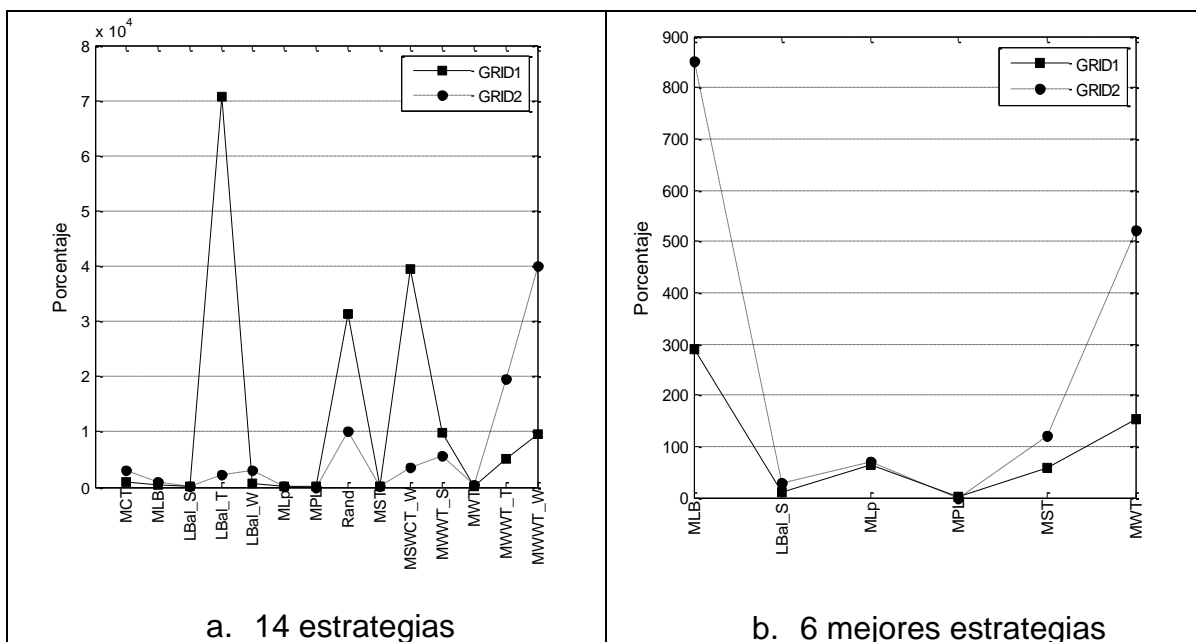 x 10⁴
8
7
6
5
4
3
2
1
0
Porcentaje
GRID1
GRID2
MCT
MLB
LBal_S
LBal_T
LBal_W
MLp
MPL
Rand
MST
MSWCT_W
MWWT_S
MWT
MWWT_T
MWWT_W
a. 14 estrategias
900
800
700
600
500
400
300
200
100
0
Porcentaje
GRID1
GRID2
MLB
LBal_S
MLp
MPL
MST
MWT
b. 6 mejores estrategias